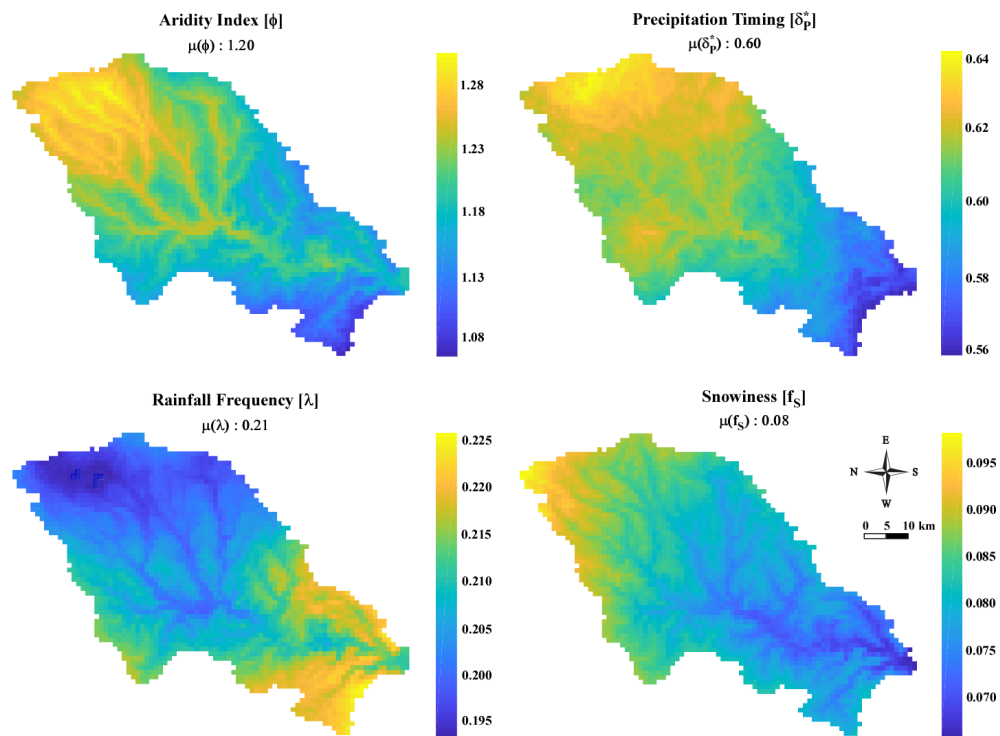 Aridity Index [ϕ]
μ(ϕ) : 1.20
1.28
1.23
1.18
1.13
1.08
Precipitation Timing [δ*P]
μ(δ*P) : 0.60
0.64
0.62
0.60
0.58
0.56
Rainfall Frequency [λ]
μ(λ) : 0.21
0.225
0.220
0.215
0.210
0.205
0.200
0.195
Snowiness [fS]
μ(fS) : 0.08
E
N S
W
0 5 10 km
0.095
0.090
0.085
0.080
0.075
0.070